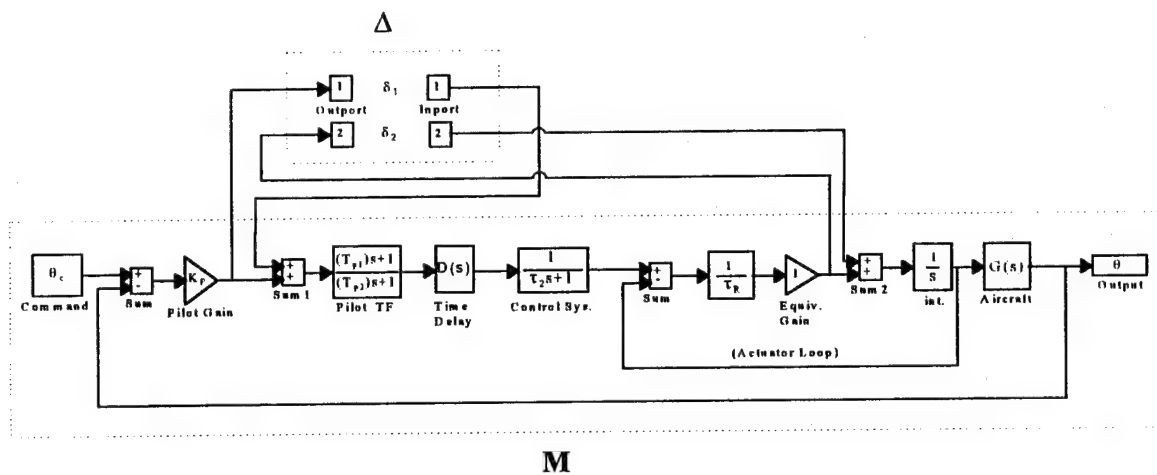 Δ
1 δ₁ 1
Outport Inport
2 δ₂ 2
θc
Command
+
-
Sum
KP
Pilot Gain
+
+
Sum 1
(Tp1)s+1
(Tp2)s+1
Pilot TF
D(s)
Time
Delay
1
τ₂s+1
Control Sys.
+
-
Sum
1
τR
1
Equiv.
Gain
+
+
Sum 2
1
s
int.
G(s)
Aircraft
θ
Output
(Actuator Loop)
M